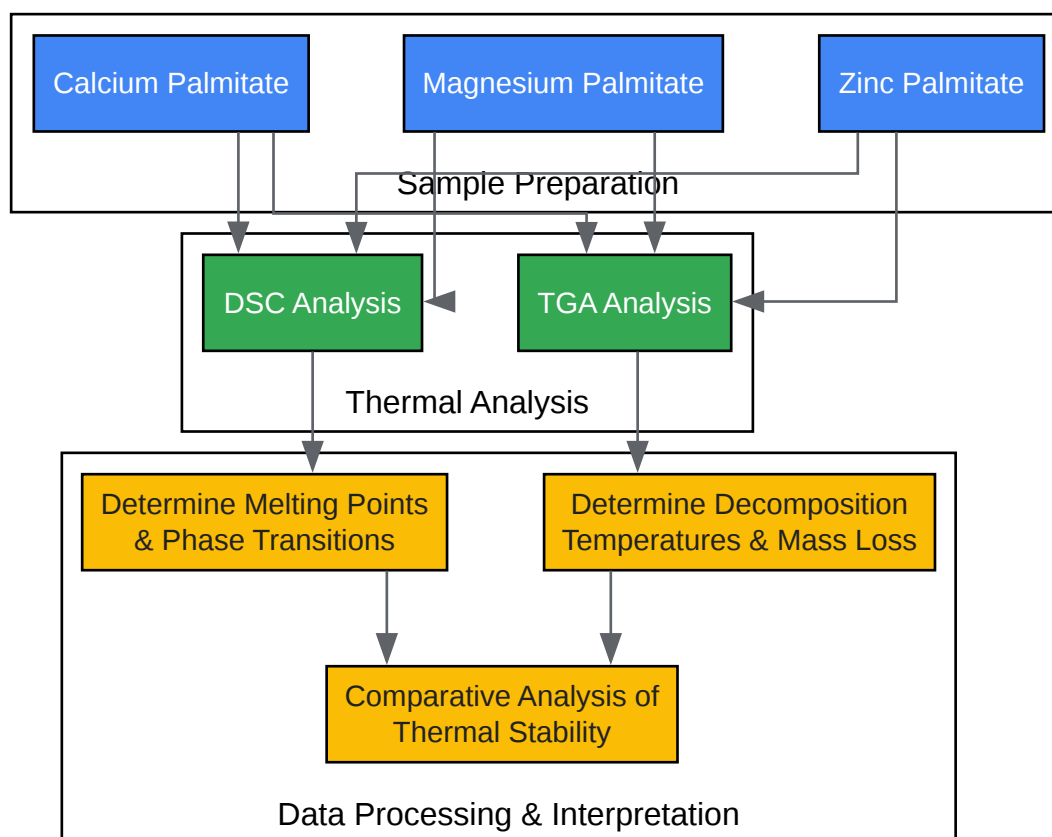 Calcium Palmitate
Magnesium Palmitate
Zinc Palmitate
Sample Preparation
DSC Analysis
TGA Analysis
Thermal Analysis
Determine Melting Points
& Phase Transitions
Determine Decomposition
Temperatures & Mass Loss
Comparative Analysis of
Thermal Stability
Data Processing & Interpretation